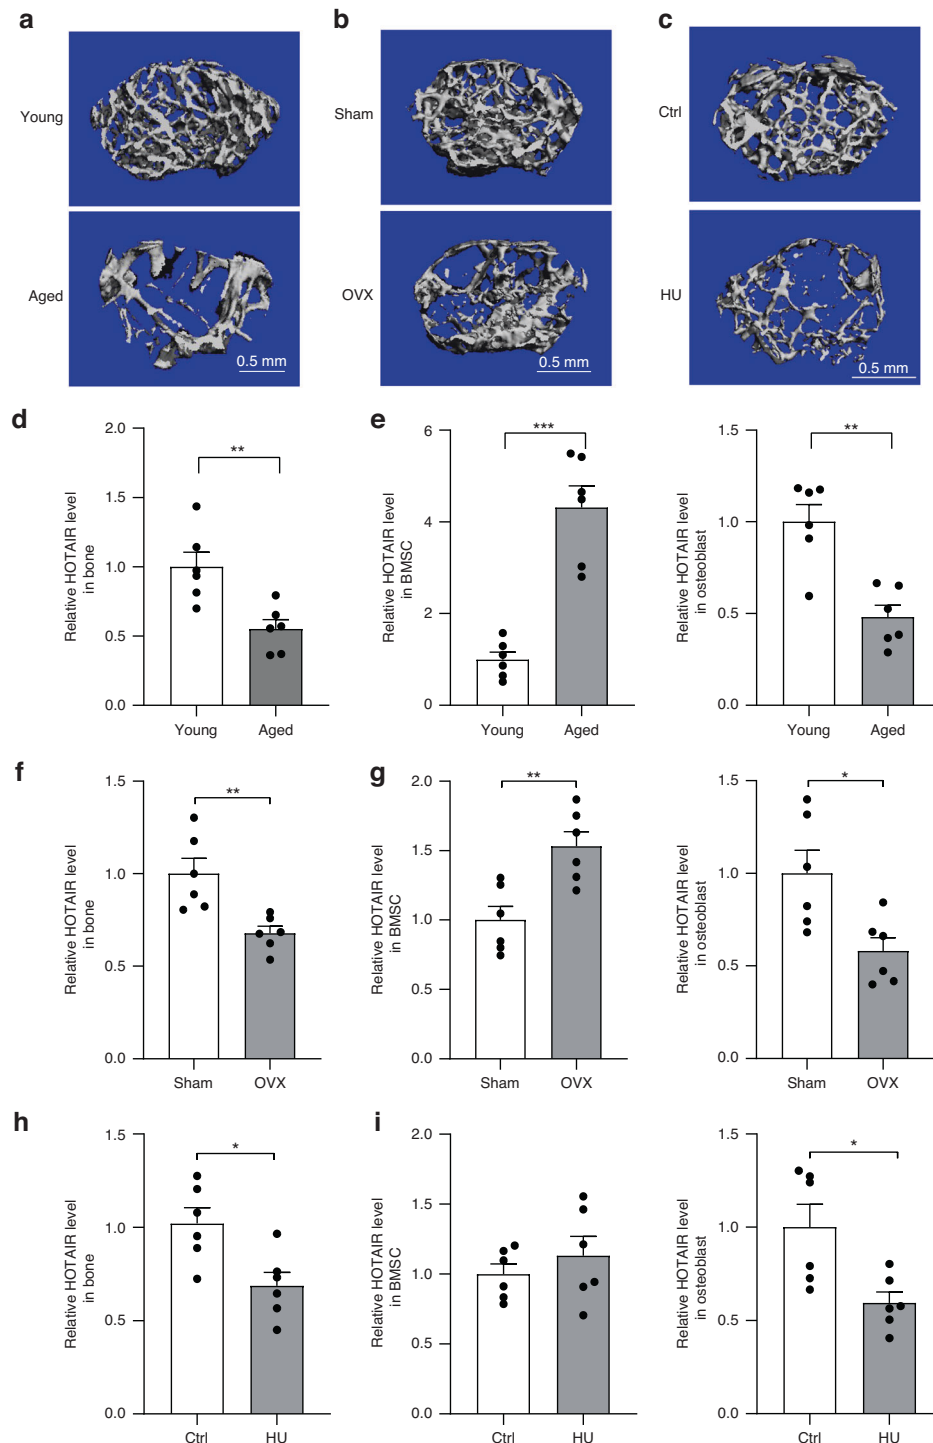 a
b
c
Young
Sham
Ctrl
Aged
OVX
HU
0.5 mm
0.5 mm
0.5 mm
d
2.0
1.5
1.0
0.5
0.0
Relative HOTAIR level
in bone
**
Young
Aged
e
6
4
2
0
Relative HOTAIR level
in BMSC
***
Young
Aged
1.5
1.0
0.5
0.0
Relative HOTAIR level
in osteoblast
**
Young
Aged
f
1.5
1.0
0.5
0.0
Relative HOTAIR level
in bone
**
Sham
OVX
g
2.0
1.5
1.0
0.5
0.0
Relative HOTAIR level
in BMSC
**
Sham
OVX
1.5
1.0
0.5
0.0
Relative HOTAIR level
in osteoblast
*
Sham
OVX
h
1.5
1.0
0.5
0.0
Relative HOTAIR level
in bone
*
Ctrl
HU
i
2.0
1.5
1.0
0.5
0.0
Relative HOTAIR level
in BMSC
Ctrl
HU
1.5
1.0
0.5
0.0
Relative HOTAIR level
in osteoblast
*
Ctrl
HU